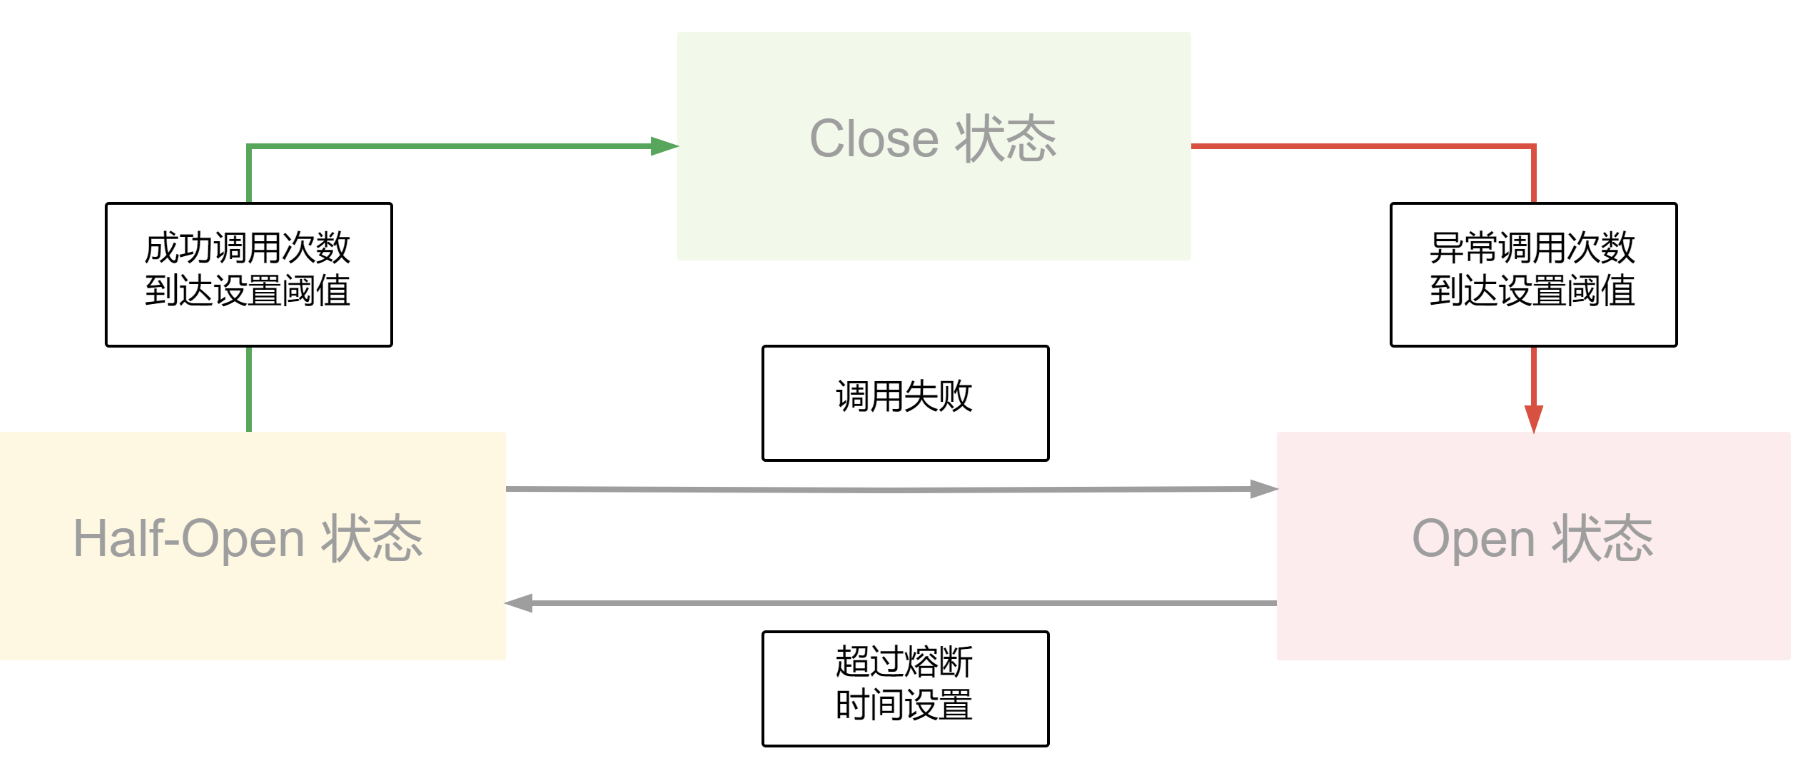 Close 状态
成功调用次数
到达设置阈值
异常调用次数
到达设置阈值
调用失败
Half-Open 状态
Open 状态
超过熔断
时间设置